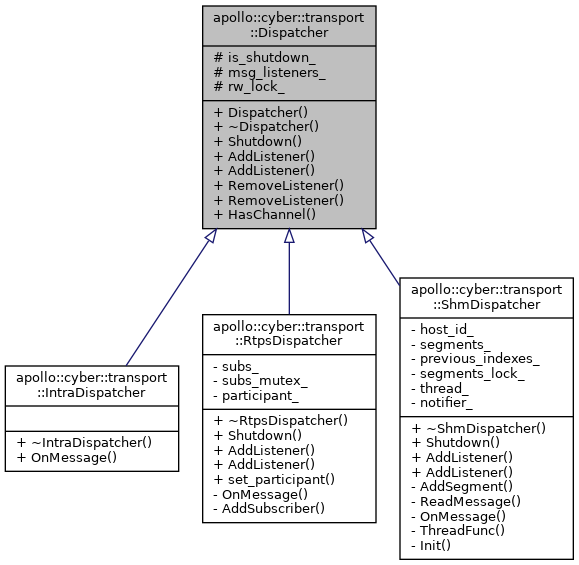 apollo::cyber::transport
::Dispatcher
# is_shutdown_
# msg_listeners_
# rw_lock_
+ Dispatcher()
+ ~Dispatcher()
+ Shutdown()
+ AddListener()
+ AddListener()
+ RemoveListener()
+ RemoveListener()
+ HasChannel()
apollo::cyber::transport
::IntraDispatcher
+ ~IntraDispatcher()
+ OnMessage()
apollo::cyber::transport
::RtpsDispatcher
- subs_
- subs_mutex_
- participant_
+ ~RtpsDispatcher()
+ Shutdown()
+ AddListener()
+ AddListener()
+ set_participant()
- OnMessage()
- AddSubscriber()
apollo::cyber::transport
::ShmDispatcher
- host_id_
- segments_
- previous_indexes_
- segments_lock_
- thread_
- notifier_
+ ~ShmDispatcher()
+ Shutdown()
+ AddListener()
+ AddListener()
- AddSegment()
- ReadMessage()
- OnMessage()
- ThreadFunc()
- Init()